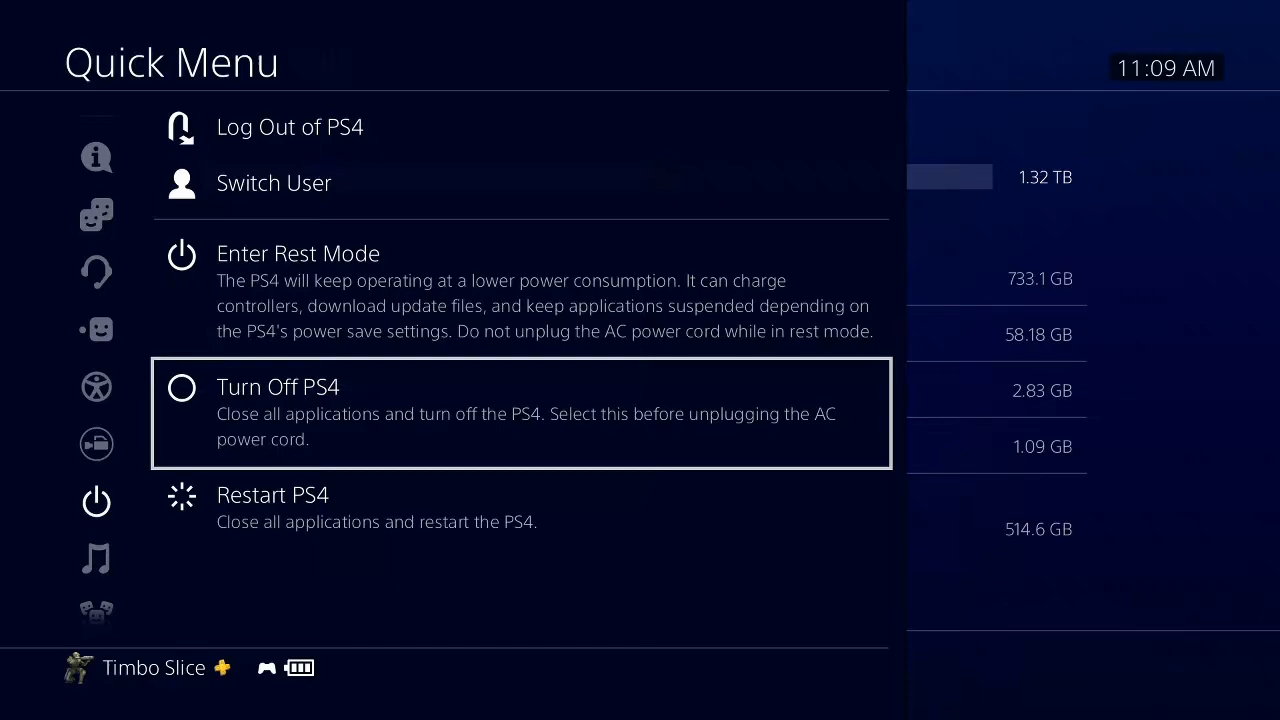 Quick Menu
11:09 AM
Log Out of PS4
Switch User
1.32 TB
Enter Rest Mode
The PS4 will keep operating at a lower power consumption. It can charge
controllers, download update files, and keep applications suspended depending on
the PS4's power save settings. Do not unplug the AC power cord while in rest mode.
733.1 GB
58.18 GB
Turn Off PS4
Close all applications and turn off the PS4. Select this before unplugging the AC
power cord.
2.83 GB
1.09 GB
Restart PS4
Close all applications and restart the PS4.
514.6 GB
Timbo Slice